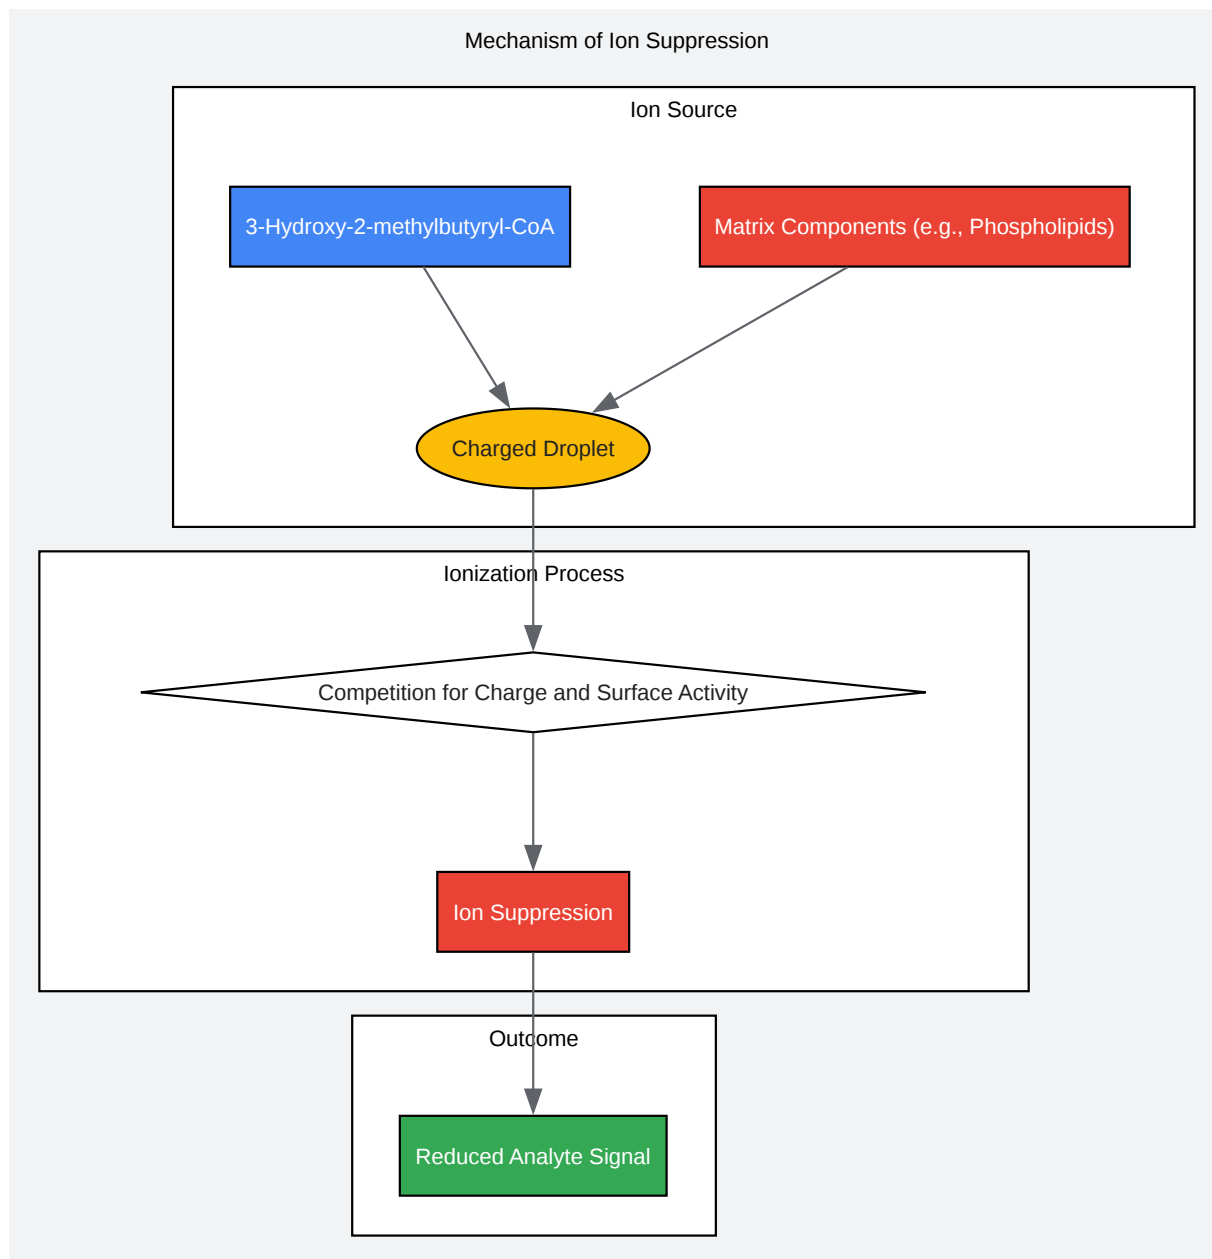 Mechanism of Ion Suppression
Ion Source
3-Hydroxy-2-methylbutyryl-CoA
Matrix Components (e.g., Phospholipids)
Charged Droplet
Ionization Process
Competition for Charge and Surface Activity
Ion Suppression
Outcome
Reduced Analyte Signal